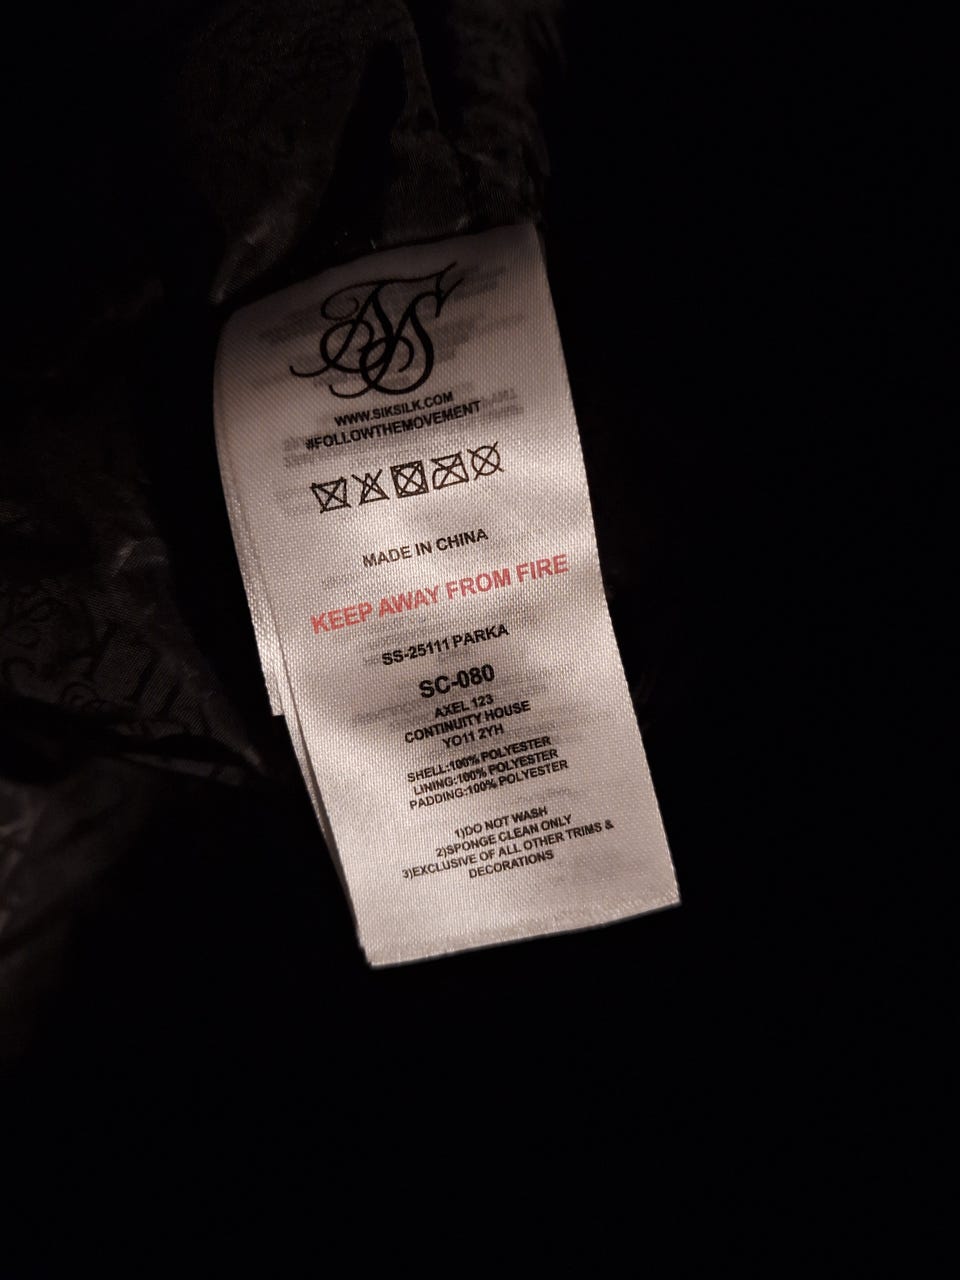 SS
WWW.SIKSILK.COM
#FOLLOWTHEMOVEMENT
MADE IN CHINA
KEEP AWAY FROM FIRE
SS-25111 PARKA
SC-080
AXEL 123
CONTINUITY HOUSE
YO11 2YH
SHELL:100% POLYESTER
LINING:100% POLYESTER
PADDING:100% POLYESTER
1)DO NOT WASH
2)SPONGE CLEAN ONLY
3)EXCLUSIVE OF ALL OTHER TRIMS &
DECORATIONS